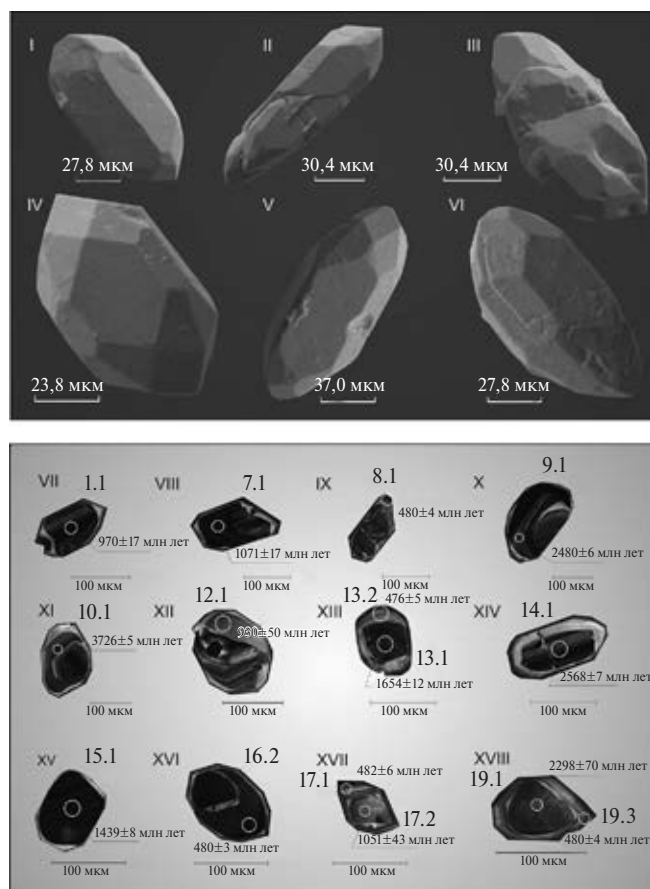 I II III
27,8 мкм 30,4 мкм 30,4 мкм
IV V VI
23,8 мкм 37,0 мкм 27,8 мкм
VII 1.1 VIII 7.1 IX 8.1 X 9.1
970±17 млн лет 1071±17 млн лет 480±4 млн лет 2480±6 млн лет
100 мкм 100 мкм 100 мкм 100 мкм
XI 10.1 XII 12.1 XIII 13.2 XIV 14.1
3726±5 млн лет 930±50 млн лет 476±5 млн лет 13.1 1654±12 млн лет 2568±7 млн лет
100 мкм 100 мкм 100 мкм 100 мкм
XV 15.1 XVI 16.2 XVII 17.1 482±6 млн лет XVIII 19.1 2298±70 млн лет
1439±8 млн лет 480±3 млн лет 17.2 1051±43 млн лет 19.3 480±4 млн лет
100 мкм 100 мкм 100 мкм 100 мкм